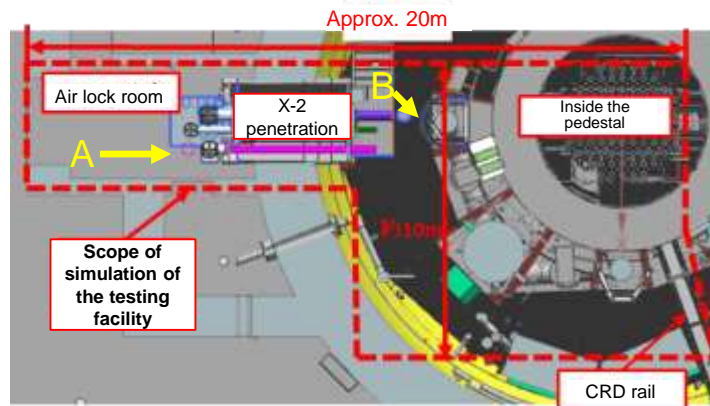 Approx. 20m
Air lock room
X-2
penetration
B
Inside the
pedestal
A
Scope of
simulation of
the testing
facility
CRD rail